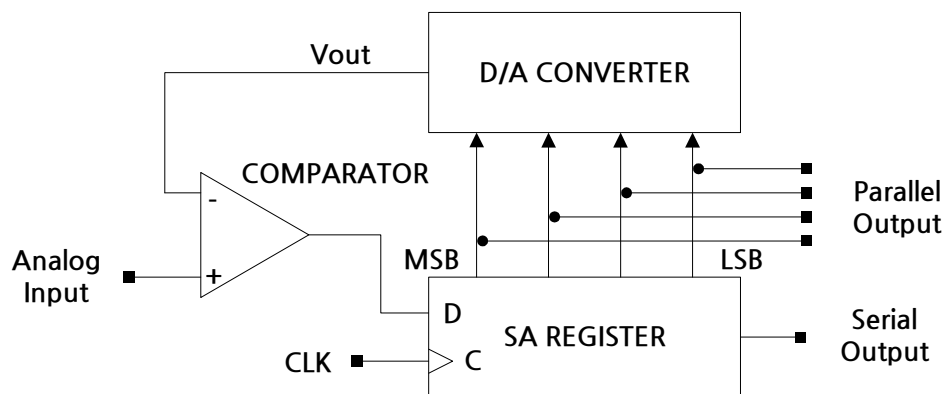 Vout
D/A CONVERTER
COMPARATOR
-
+
Analog
Input
MSB
LSB
Parallel
Output
D
SA REGISTER
CLK
C
Serial
Output